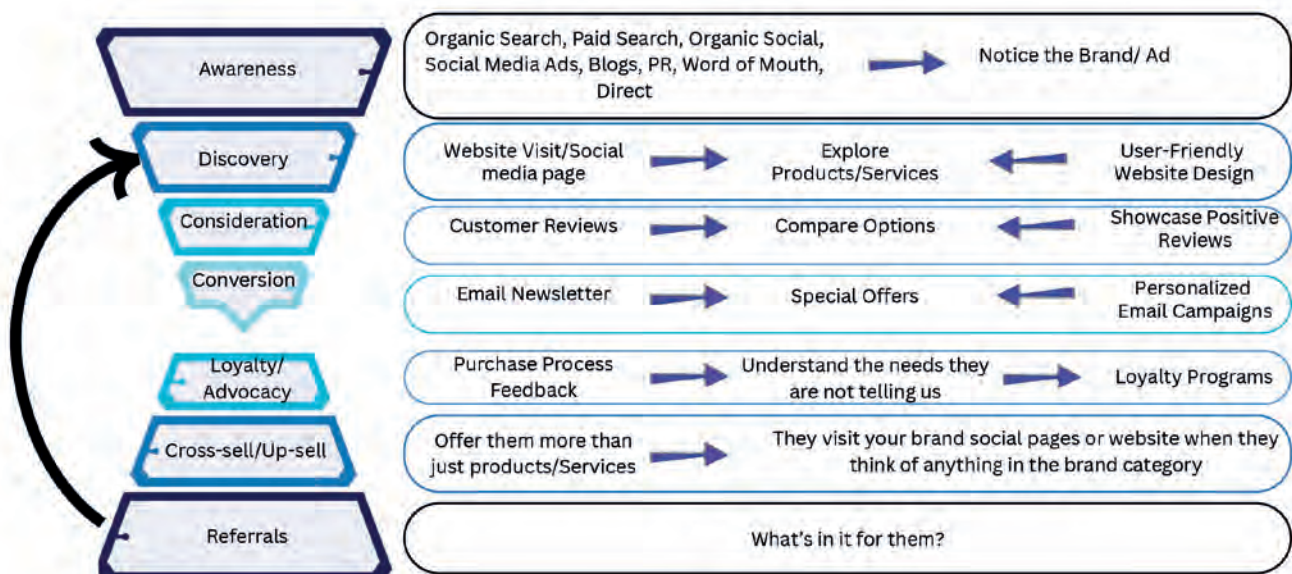 Awareness
Organic Search, Paid Search, Organic Social,
Social Media Ads, Blogs, PR, Word of Mouth,
Direct
Notice the Brand/ Ad
Discovery
Website Visit/Social
media page
Explore
Products/Services
User-Friendly
Website Design
Consideration
Customer Reviews
Compare Options
Showcase Positive
Reviews
Conversion
Email Newsletter
Special Offers
Personalized
Email Campaigns
Loyalty/
Advocacy
Purchase Process
Feedback
Understand the needs they
are not telling us
Loyalty Programs
Cross-sell/Up-sell
Offer them more than
just products/Services
They visit your brand social pages or website when they
think of anything in the brand category
Referrals
What's in it for them?